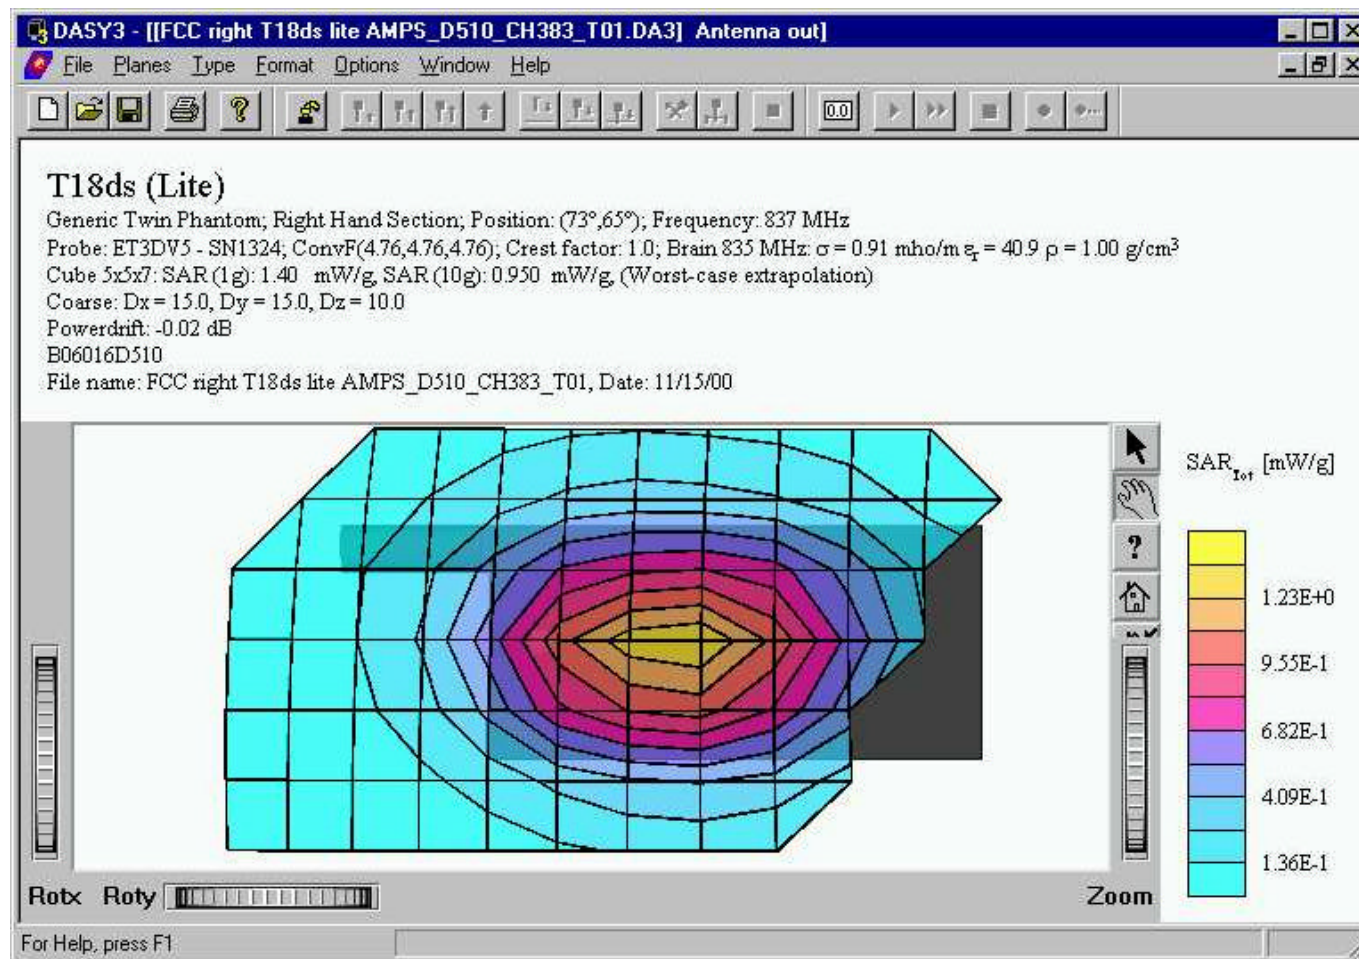 DASY3 - [[FCC right T18ds lite AMPS_D510_CH383_T01.DA3]  Antenna out]
File Planes Type Format Options Window Help
0.0
T18ds (Lite)
Generic Twin Phantom; Right Hand Section; Position: (73°,65°); Frequency: 837 MHz
Probe: ET3DV5 - SN1324; ConvF(4.76,4.76,4.76); Crest factor: 1.0; Brain 835 MHz: σ = 0.91 mho/m εr = 40.9 ρ = 1.00 g/cm³
Cube 5x5x7: SAR (1g): 1.40   mW/g, SAR (10g): 0.950  mW/g, (Worst-case extrapolation)
Coarse: Dx = 15.0, Dy = 15.0, Dz = 10.0
Powerdrift: -0.02 dB
B06016D510
File name: FCC right T18ds lite AMPS_D510_CH383_T01, Date: 11/15/00
SARTot [mW/g]
1.23E+0
9.55E-1
6.82E-1
4.09E-1
1.36E-1
Rotx Roty Zoom
For Help, press F1